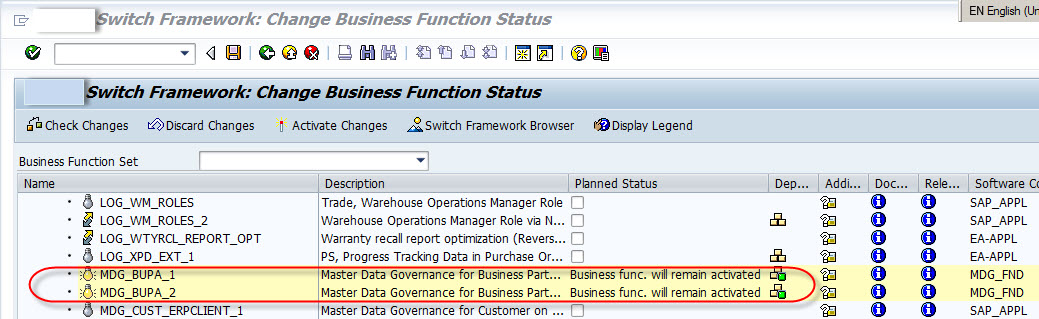 EN English (Un
Switch Framework: Change Business Function Status
Switch Framework: Change Business Function Status
Check Changes Discard Changes Activate Changes Switch Framework Browser Display Legend
Business Function Set
Name Description Planned Status Dep... Addi... Doc... Rele... Software Co
LOG_WM_ROLES Trade, Warehouse Operations Manager Role SAP_APPL
LOG_WM_ROLES_2 Warehouse Operations Manager Role via N... SAP_APPL
LOG_WTYRCL_REPORT_OPT Warranty recall report optimization (Revers... EA-APPL
LOG_XPD_EXT_1 PS, Progress Tracking Data in Purchase Or... EA-APPL
MDG_BUPA_1 Master Data Governance for Business Part... Business func. will remain activated MDG_FND
MDG_BUPA_2 Master Data Governance for Business Part... Business func. will remain activated MDG_FND
MDG_CUST_ERPCLIENT_1 Master Data Governance for Customer on ... MDG_APPL